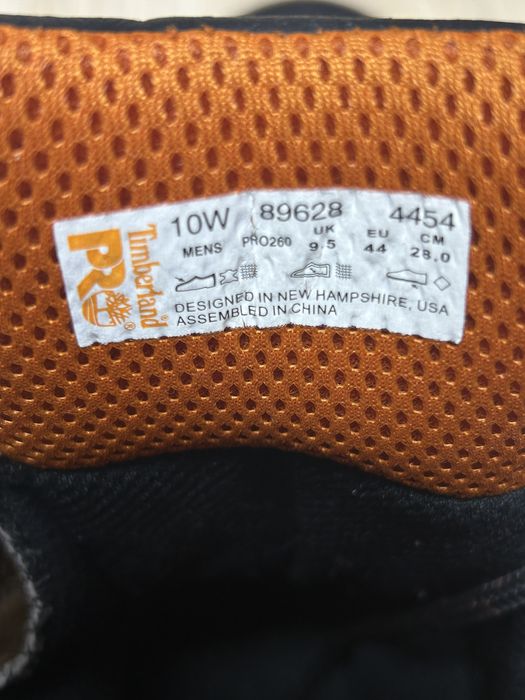 Timberland
PRO®
10W 89628 4454
MENS PRO260 UK EU CM
9.5 44 28.0
DESIGNED IN NEW HAMPSHIRE, USA
ASSEMBLED IN CHINA